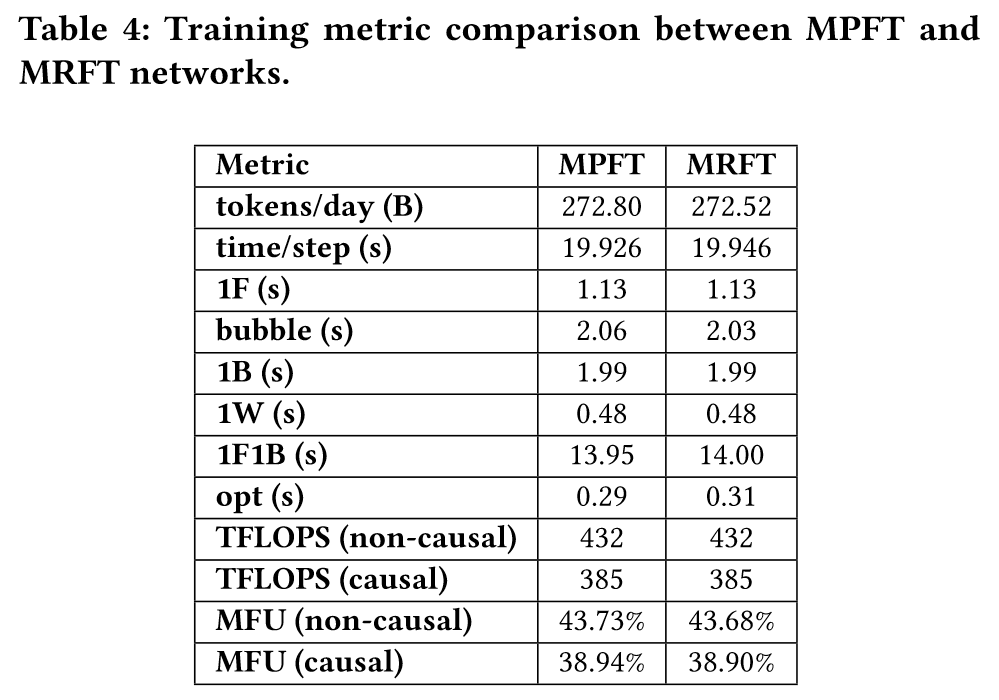 Table 4: Training metric comparison between MPFT and
MRFT networks.
Metric MPFT MRFT
tokens/day (B) 272.80 272.52
time/step (s) 19.926 19.946
1F (s) 1.13 1.13
bubble (s) 2.06 2.03
1B (s) 1.99 1.99
1W (s) 0.48 0.48
1F1B (s) 13.95 14.00
opt (s) 0.29 0.31
TFLOPS (non-causal) 432 432
TFLOPS (causal) 385 385
MFU (non-causal) 43.73% 43.68%
MFU (causal) 38.94% 38.90%